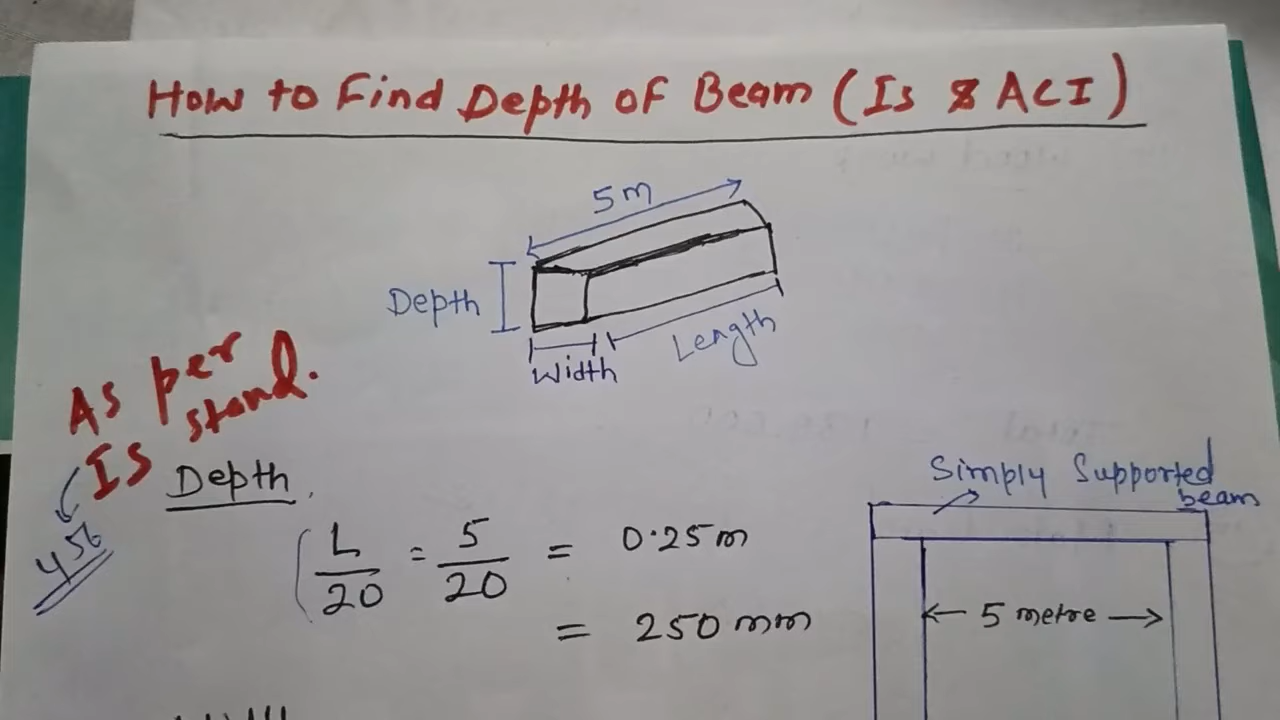 How to Find Depth of Beam (Is & ACI)
5m
Depth
Width
Length
As per
IS stand.
456
Depth,
L/20 = 5/20 = 0.25m
= 250 mm
Simply Supported
beam
← 5 metre →